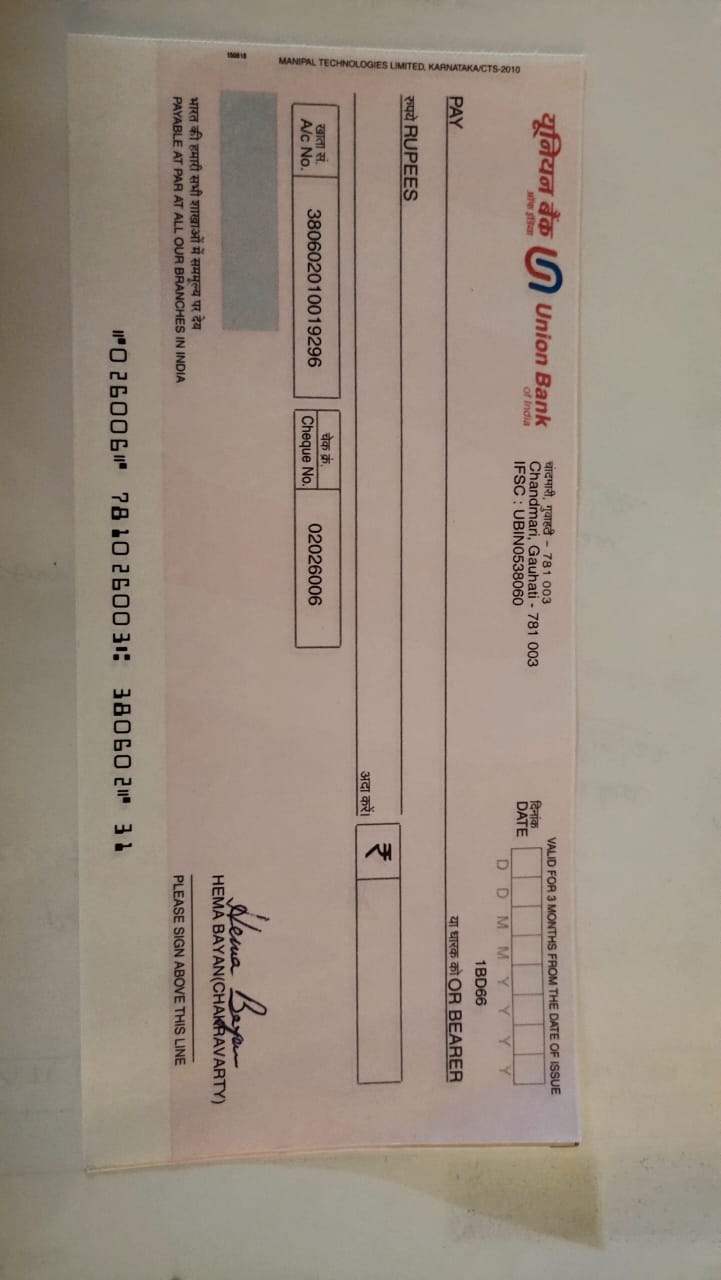 150618
MANIPAL TECHNOLOGIES LIMITED, KARNATAKA/CTS-2010
यूनियन बैंक Union Bank
ऑफ इंडिया of India
चांदमारी, गुवाहाटी - 781 003
Chandmari, Gauhati - 781 003
IFSC : UBIN0538060
VALID FOR 3 MONTHS FROM THE DATE OF ISSUE
दिनांक
DATE
D D M M Y Y Y Y
1BD66
PAY या धारक को OR BEARER
रुपये RUPEES
अदा करें।
₹
खाता सं.
A/c No.
380602010019296
चेक क्रं.
Cheque No.
02026006
Hema Bayan
HEMA BAYAN(CHAKRAVARTY)
भारत की हमारी सभी शाखाओं में सममूल्य पर देय
PAYABLE AT PAR AT ALL OUR BRANCHES IN INDIA
PLEASE SIGN ABOVE THIS LINE
⑈026006⑈ 781026003⑆ 380602⑈ 31